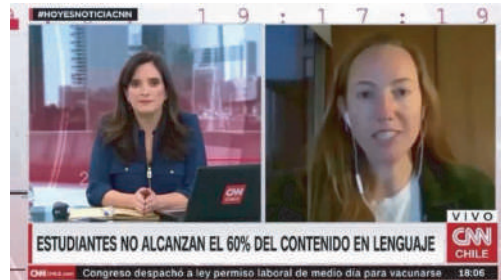 #HOYESNOTICIACNN
19:17:19
CNN
VIVO
ESTUDIANTES NO ALCANZAN EL 60% DEL CONTENIDO EN LENGUAJE
CNN
CHILE
Congreso despachó a ley permiso laboral de medio día para vacunarse
18:06